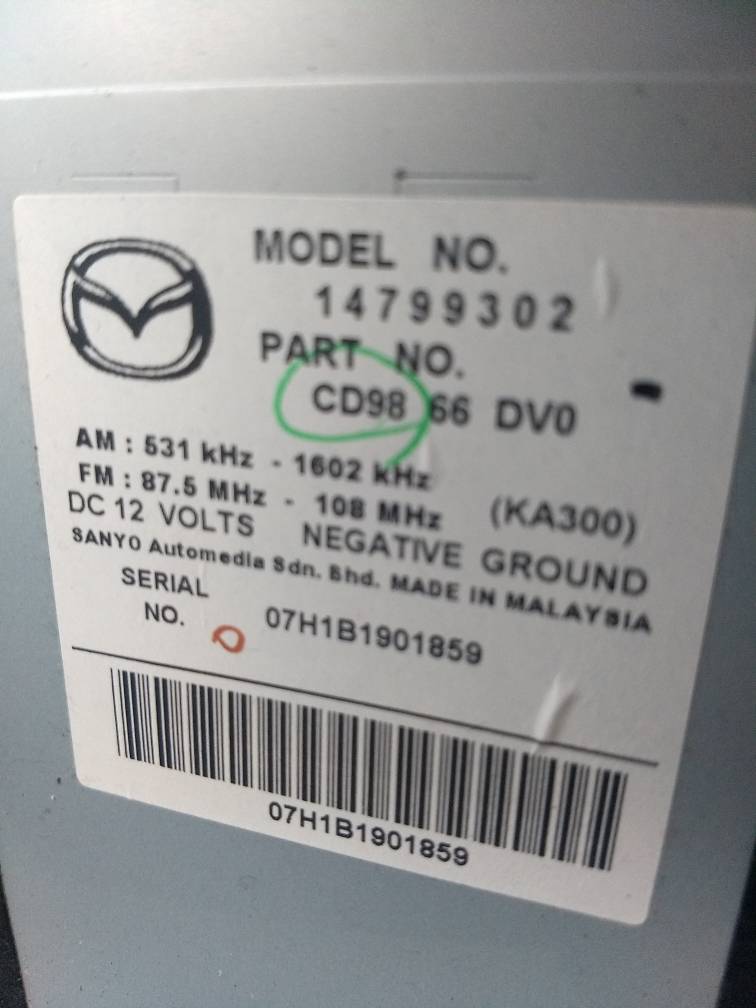 MODEL NO.
14799302
PART NO.
CD98 66 DV0
AM : 531 kHz - 1602 kHz
FM : 87.5 MHz - 108 MHz (KA300)
DC 12 VOLTS NEGATIVE GROUND
SANYO Automedia Sdn. Bhd. MADE IN MALAYSIA
SERIAL
NO. 07H1B1901859
07H1B1901859